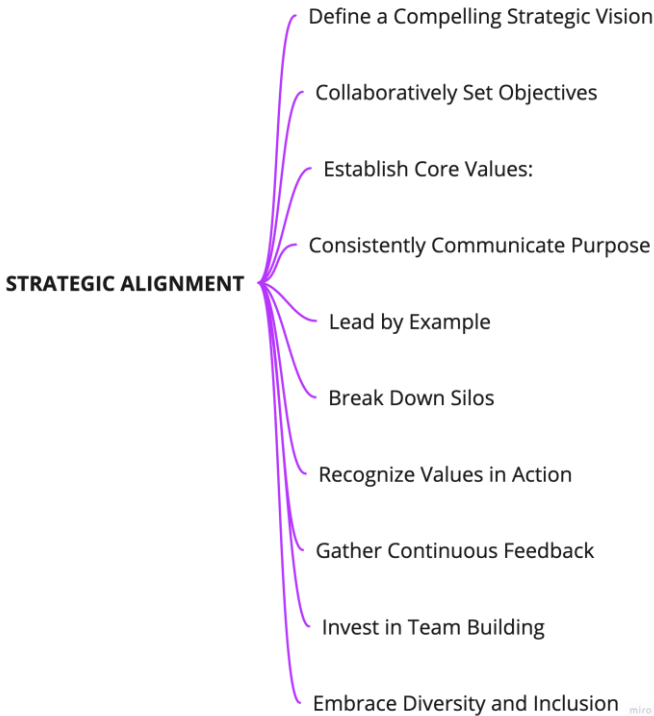 Define a Compelling Strategic Vision
Collaboratively Set Objectives
Establish Core Values:
Consistently Communicate Purpose
STRATEGIC ALIGNMENT
Lead by Example
Break Down Silos
Recognize Values in Action
Gather Continuous Feedback
Invest in Team Building
Embrace Diversity and Inclusion
miro